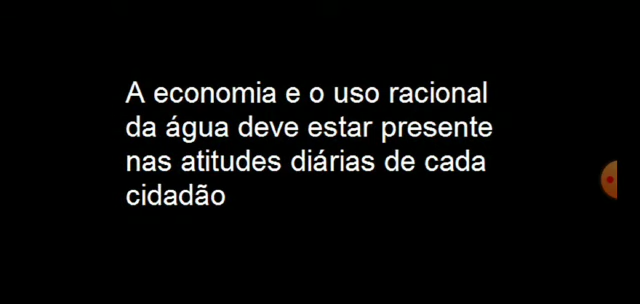 A economia e o uso racional
da água deve estar presente
nas atitudes diárias de cada
cidadão